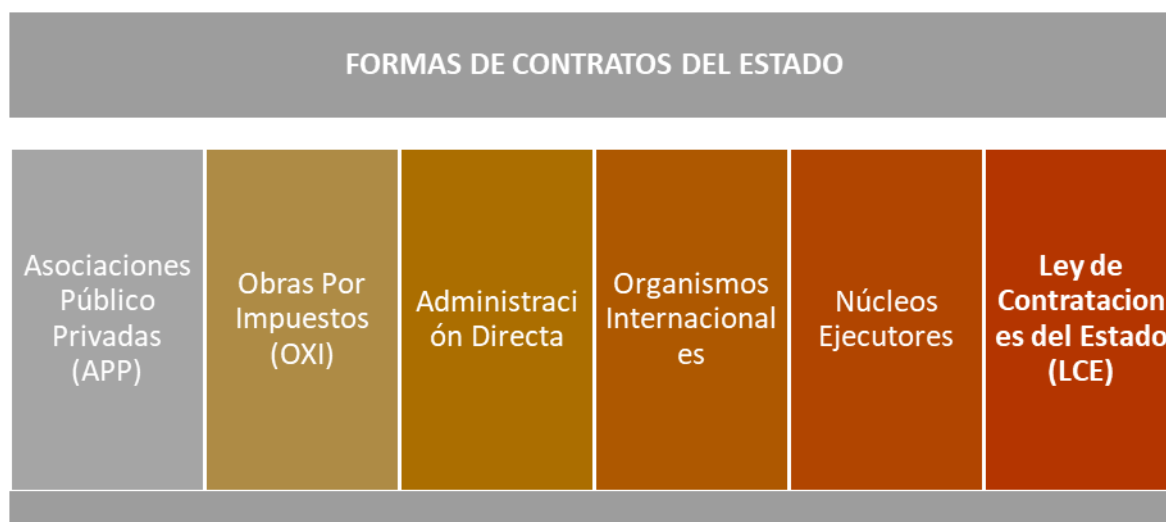 FORMAS DE CONTRATOS DEL ESTADO
Asociaciones
Público
Privadas
(APP)
Obras Por
Impuestos
(OXI)
Administraci
ón Directa
Organismos
Internacional
es
Núcleos
Ejecutores
Ley de
Contratacion
es del Estado
(LCE)